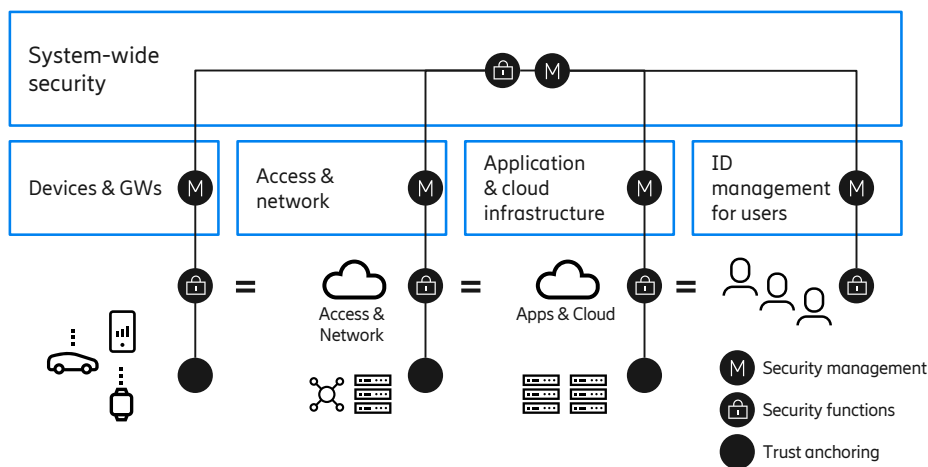 System-wide
security
M
Devices & GWs
M
Access &
network
M
Application
& cloud
infrastructure
M
ID
management
for users
M
=
=
=
Access &
Network
Apps & Cloud
M
Security management
Security functions
Trust anchoring